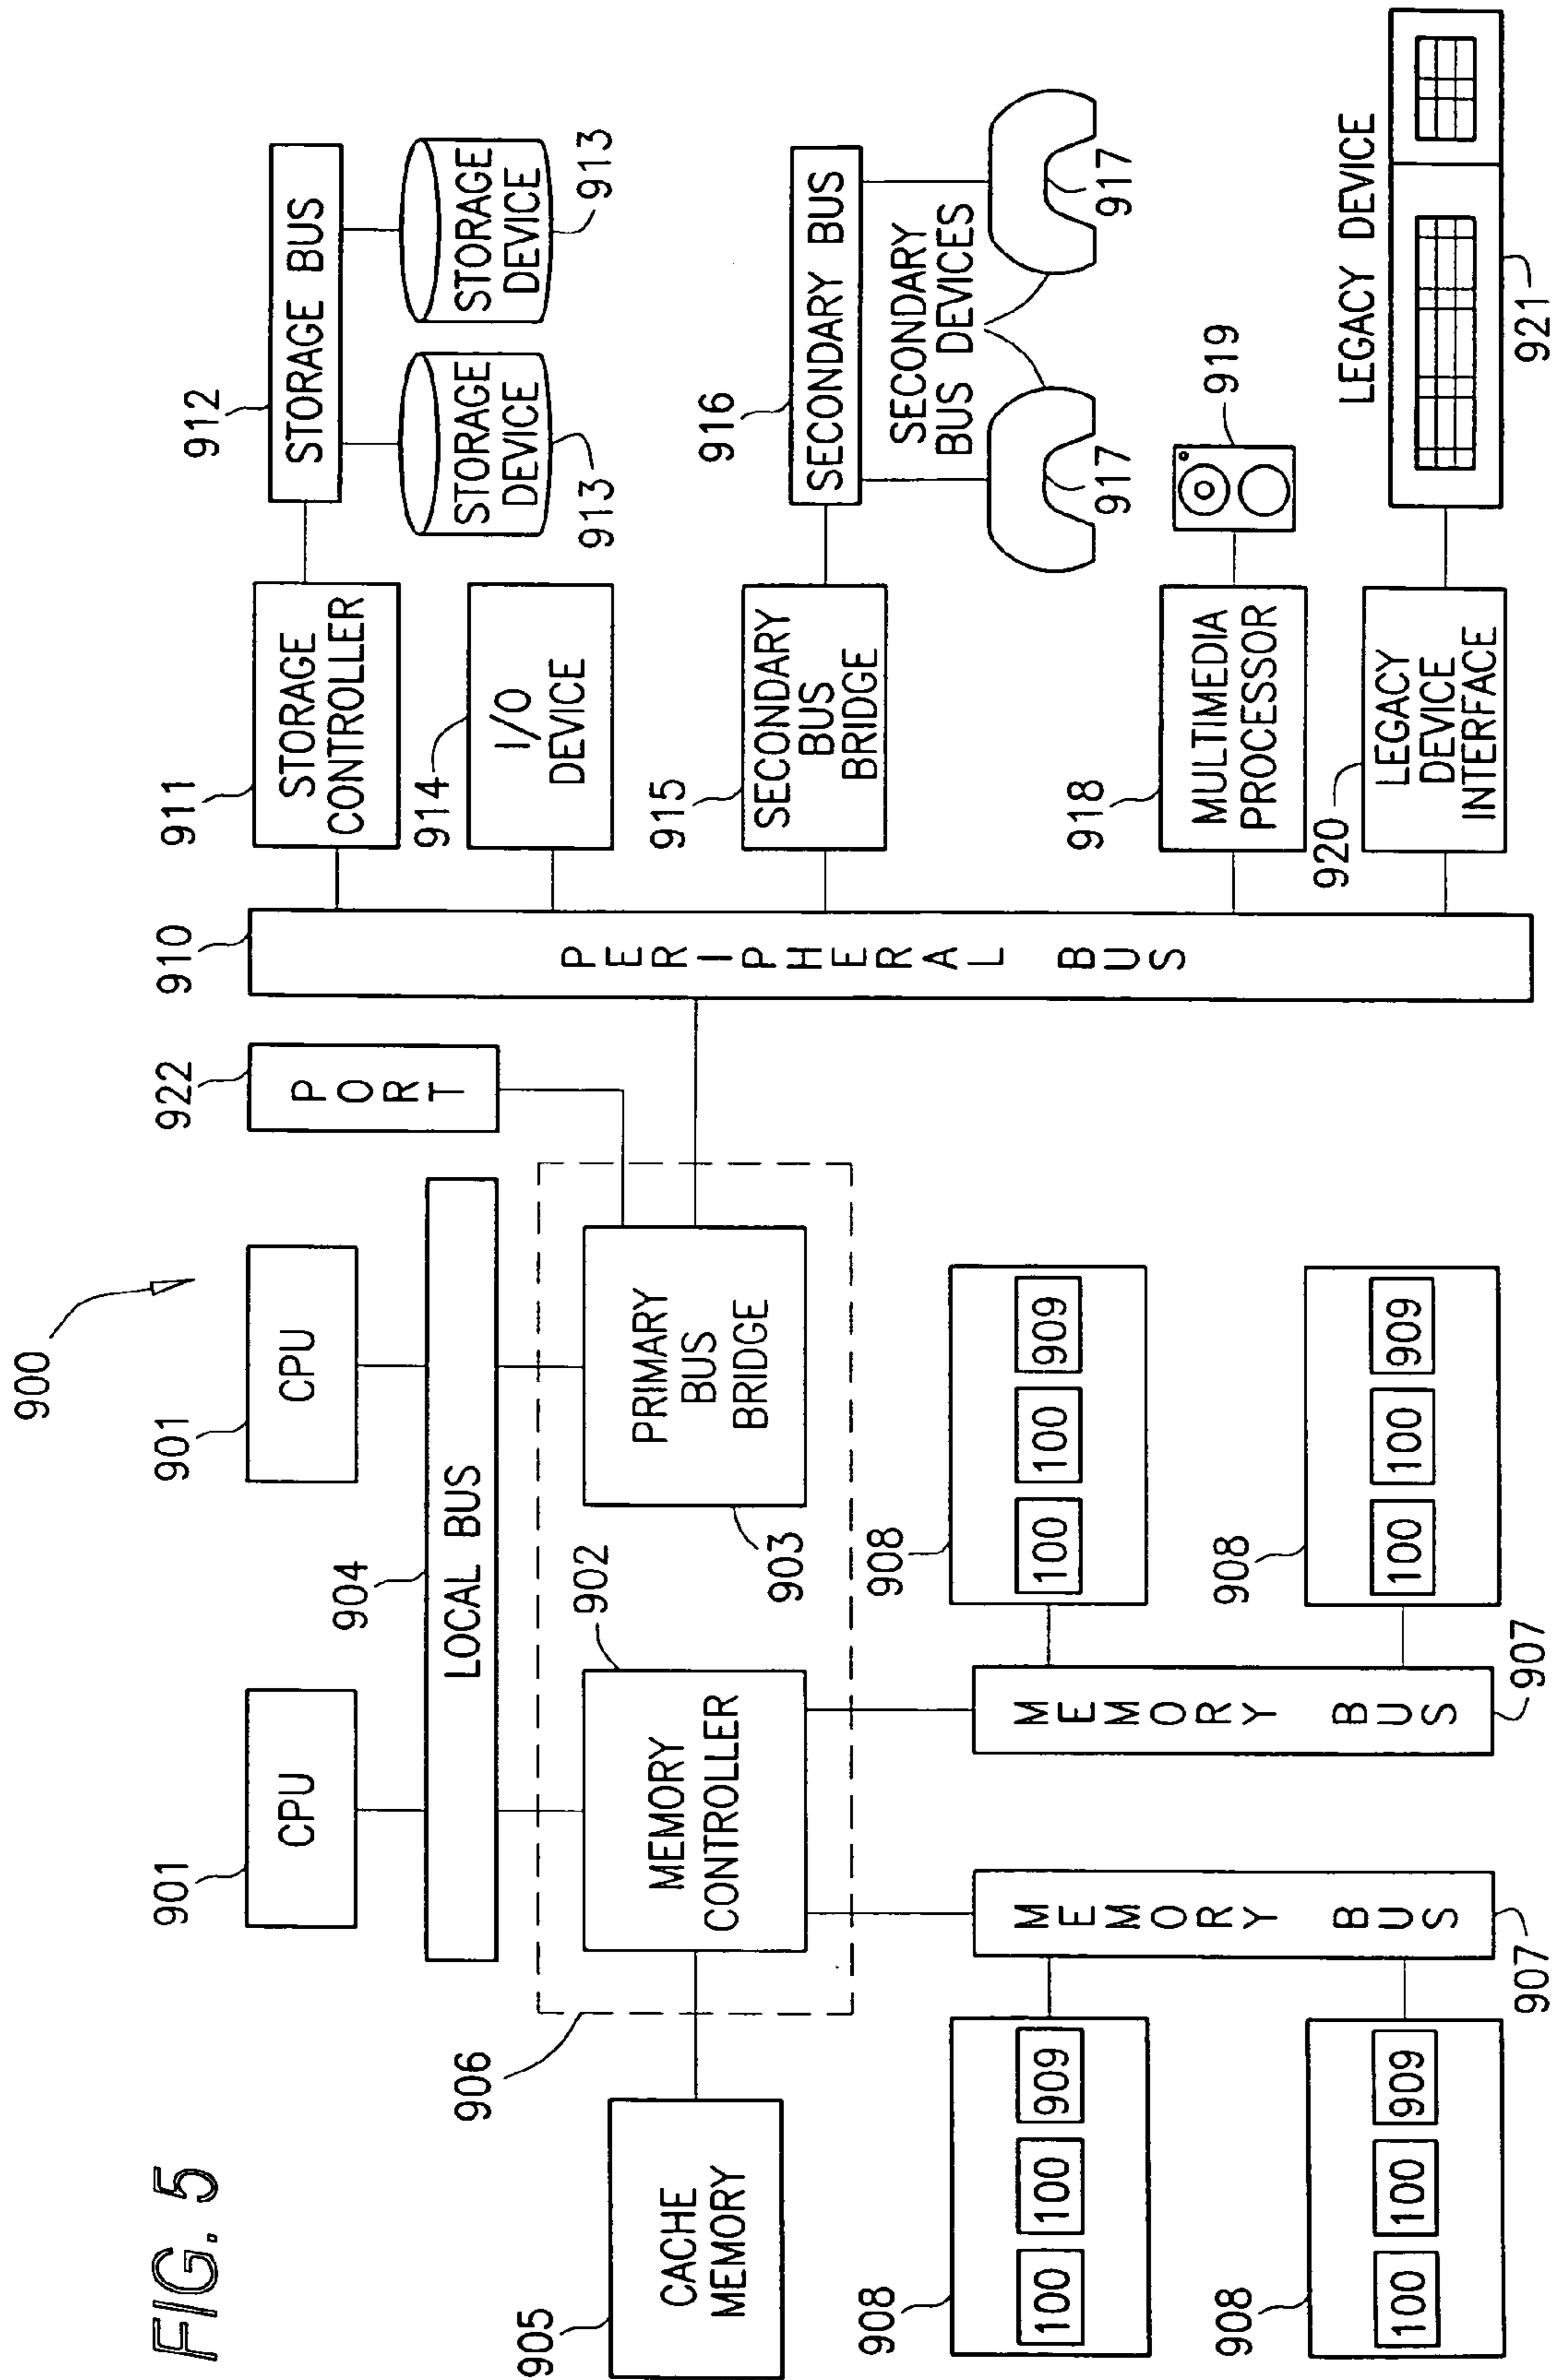 FIG. 5
900
901
CPU
901
CPU
904
LOCAL BUS
922
PORT
910
PERIPHERAL BUS
905
CACHE
MEMORY
906
902
MEMORY
CONTROLLER
903
PRIMARY
BUS
BRIDGE
907
MEMORY BUS
907
MEMORY BUS
908
100
100
909
908
100
100
909
908
100
100
909
908
100
100
909
911
STORAGE
CONTROLLER
912
STORAGE BUS
STORAGE
DEVICE
913
STORAGE
DEVICE
913
914
I/O
DEVICE
915
SECONDARY
BUS
BRIDGE
916
SECONDARY BUS
SECONDARY
BUS DEVICES
917
917
918
MULTIMEDIA
PROCESSOR
919
920
LEGACY
DEVICE
INTERFACE
LEGACY DEVICE
921